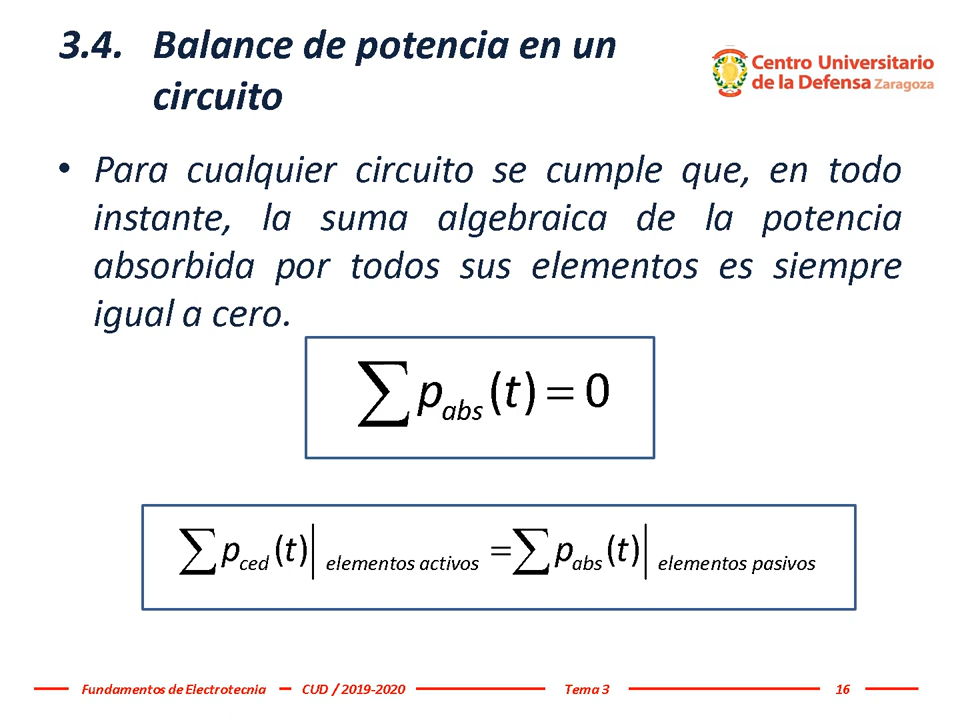 3.4. Balance de potencia en un
circuito
Centro Universitario
de la Defensa Zaragoza
• Para cualquier circuito se cumple que, en todo
instante, la suma algebraica de la potencia
absorbida por todos sus elementos es siempre
igual a cero.
∑ p_abs (t) = 0
∑ p_ced (t)| elementos activos = ∑ p_abs (t)| elementos pasivos
Fundamentos de Electrotecnia CUD / 2019-2020 Tema 3 16